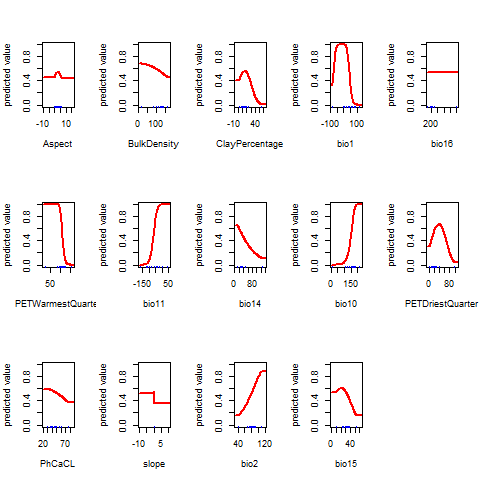 predicted value
0.0 0.4 0.8
-10 10
Aspect
predicted value
0.0 0.4 0.8
0 100
BulkDensity
predicted value
0.0 0.4 0.8
-10 40
ClayPercentage
predicted value
0.0 0.4 0.8
-100 100
bio1
predicted value
0.0 0.4 0.8
200
bio16
predicted value
0.0 0.4 0.8
50
PETWarmestQuarte
predicted value
0.0 0.4 0.8
-150 50
bio11
predicted value
0.0 0.4 0.8
0 80
bio14
predicted value
0.0 0.4 0.8
0 150
bio10
predicted value
0.0 0.4 0.8
0 80
PETDriestQuarter
predicted value
0.0 0.4 0.8
20 70
PhCaCL
predicted value
0.0 0.4 0.8
-10 5
slope
predicted value
0.0 0.4 0.8
40 120
bio2
predicted value
0.0 0.4 0.8
0 40
bio15